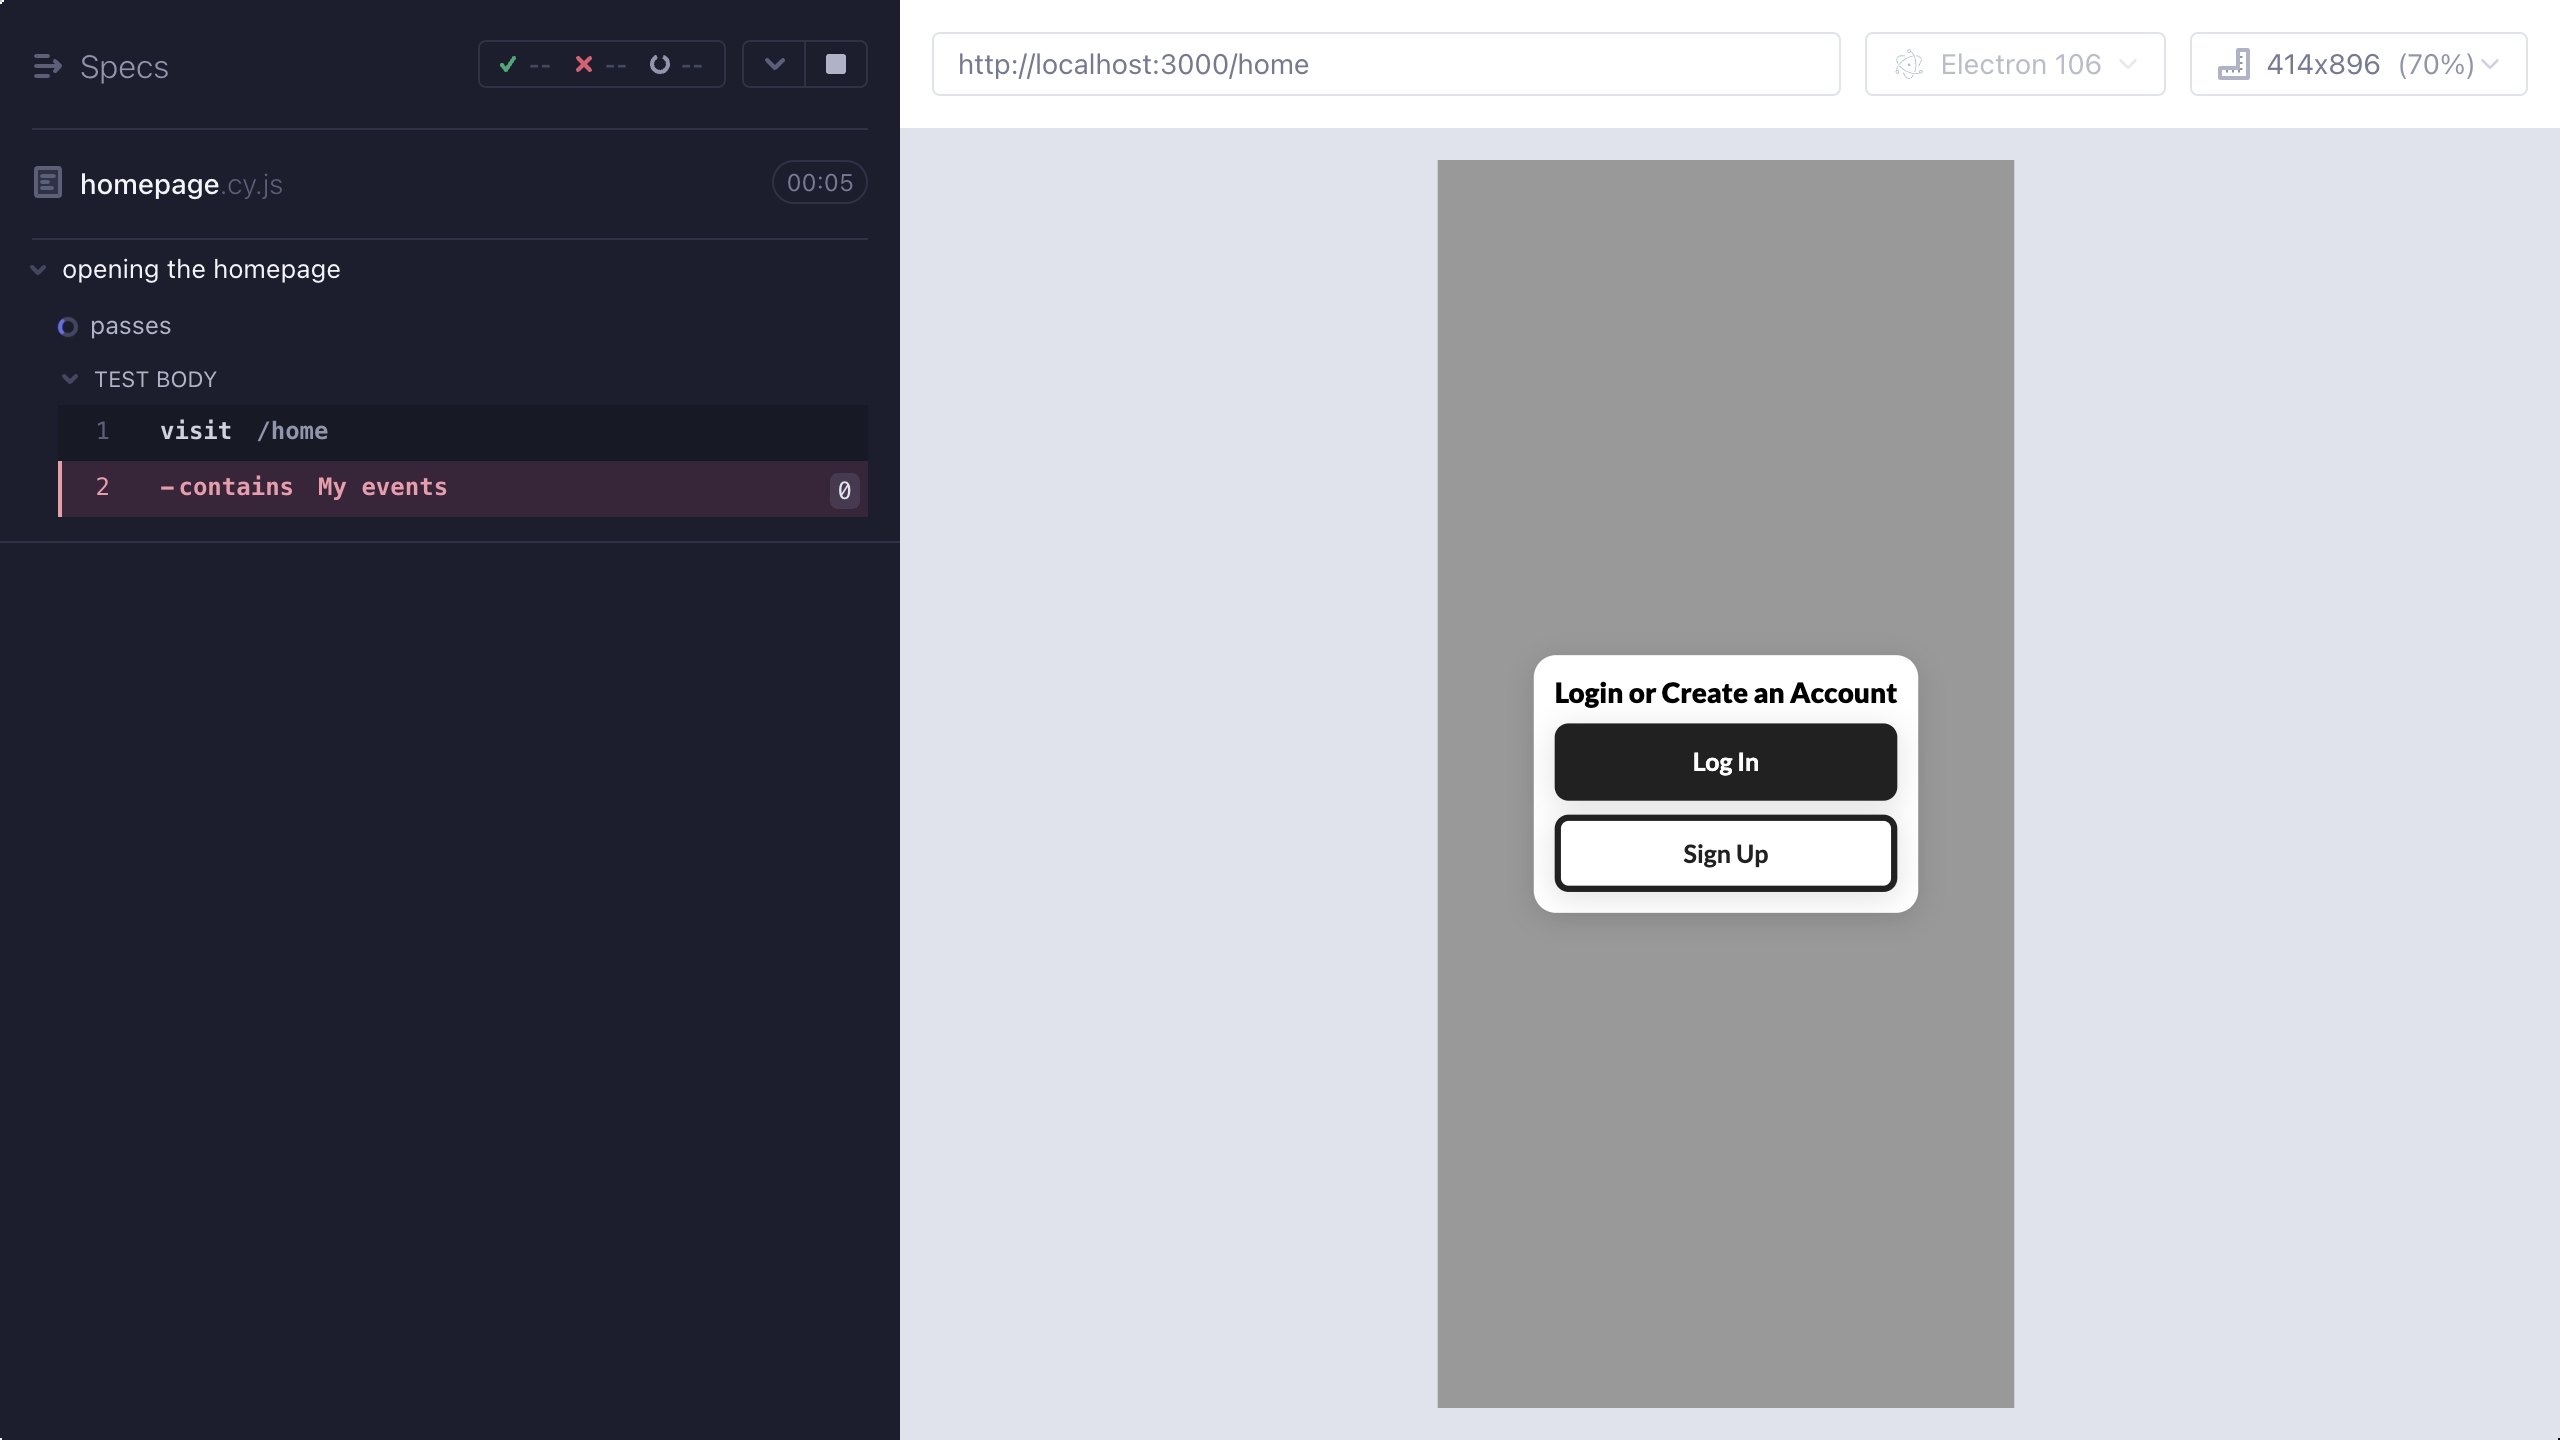 Specs
-- -- --
homepage.cy.js
00:05
opening the homepage
passes
TEST BODY
1 visit /home
2 -contains My events 0
http://localhost:3000/home
Electron 106
414x896 (70%)
Login or Create an Account
Log In
Sign Up